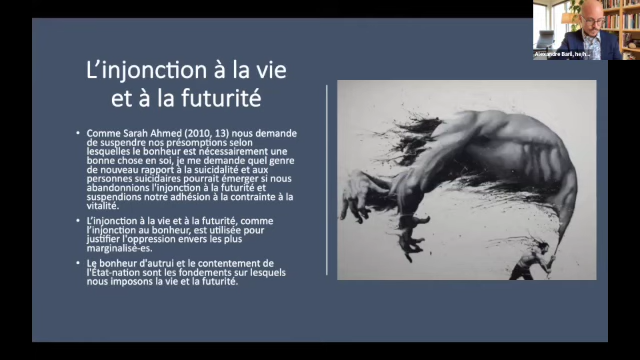 Alexandre Baril, he/h...
L'injonction à la vie
et à la futurité
• Comme Sarah Ahmed (2010, 13) nous demande
de suspendre nos présomptions selon
lesquelles le bonheur est nécessairement une
bonne chose en soi, je me demande quel genre
de nouveau rapport à la suicidalité et aux
personnes suicidaires pourrait émerger si nous
abandonnions l'injonction à la futurité et
suspendions notre adhésion à la contrainte à la
vitalité.
• L'injonction à la vie et à la futurité, comme
l'injonction au bonheur, est utilisée pour
justifier l'oppression envers les plus
marginalisé-es.
• Le bonheur d'autrui et le contentement de
l'État-nation sont les fondements sur lesquels
nous imposons la vie et la futurité.